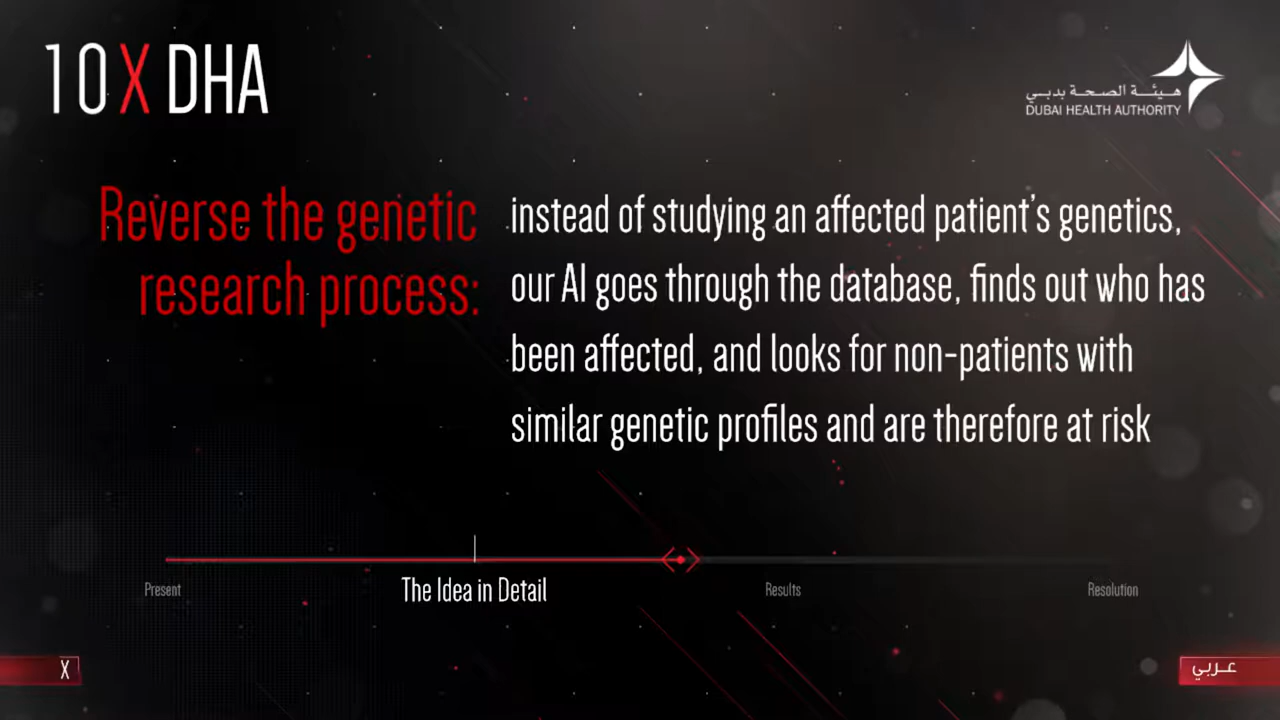 10X DHA
هيئة الصحة بدبي
DUBAI HEALTH AUTHORITY
Reverse the genetic
research process:
instead of studying an affected patient's genetics,
our AI goes through the database, finds out who has
been affected, and looks for non-patients with
similar genetic profiles and are therefore at risk
Present
The Idea in Detail
Results
Resolution
X
عربي